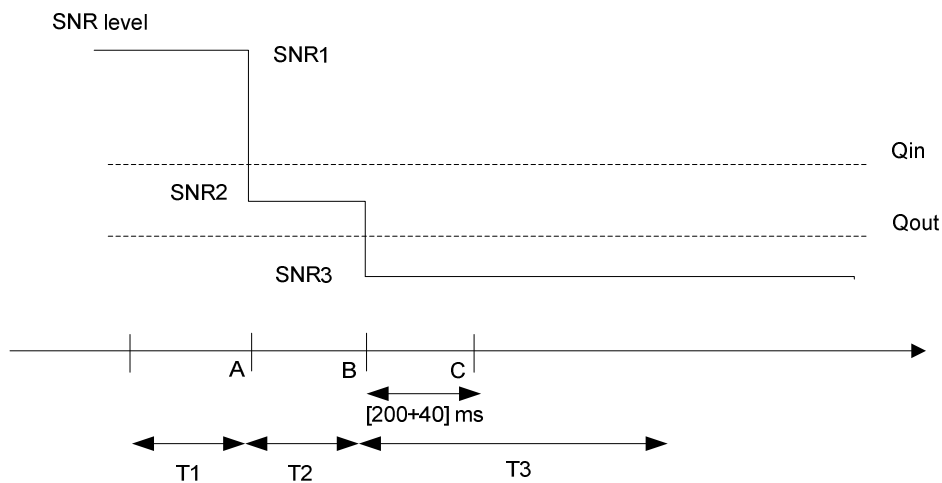 SNR level
SNR1
Qin
SNR2
Qout
SNR3
A
B
C
[200+40] ms
T1
T2
T3